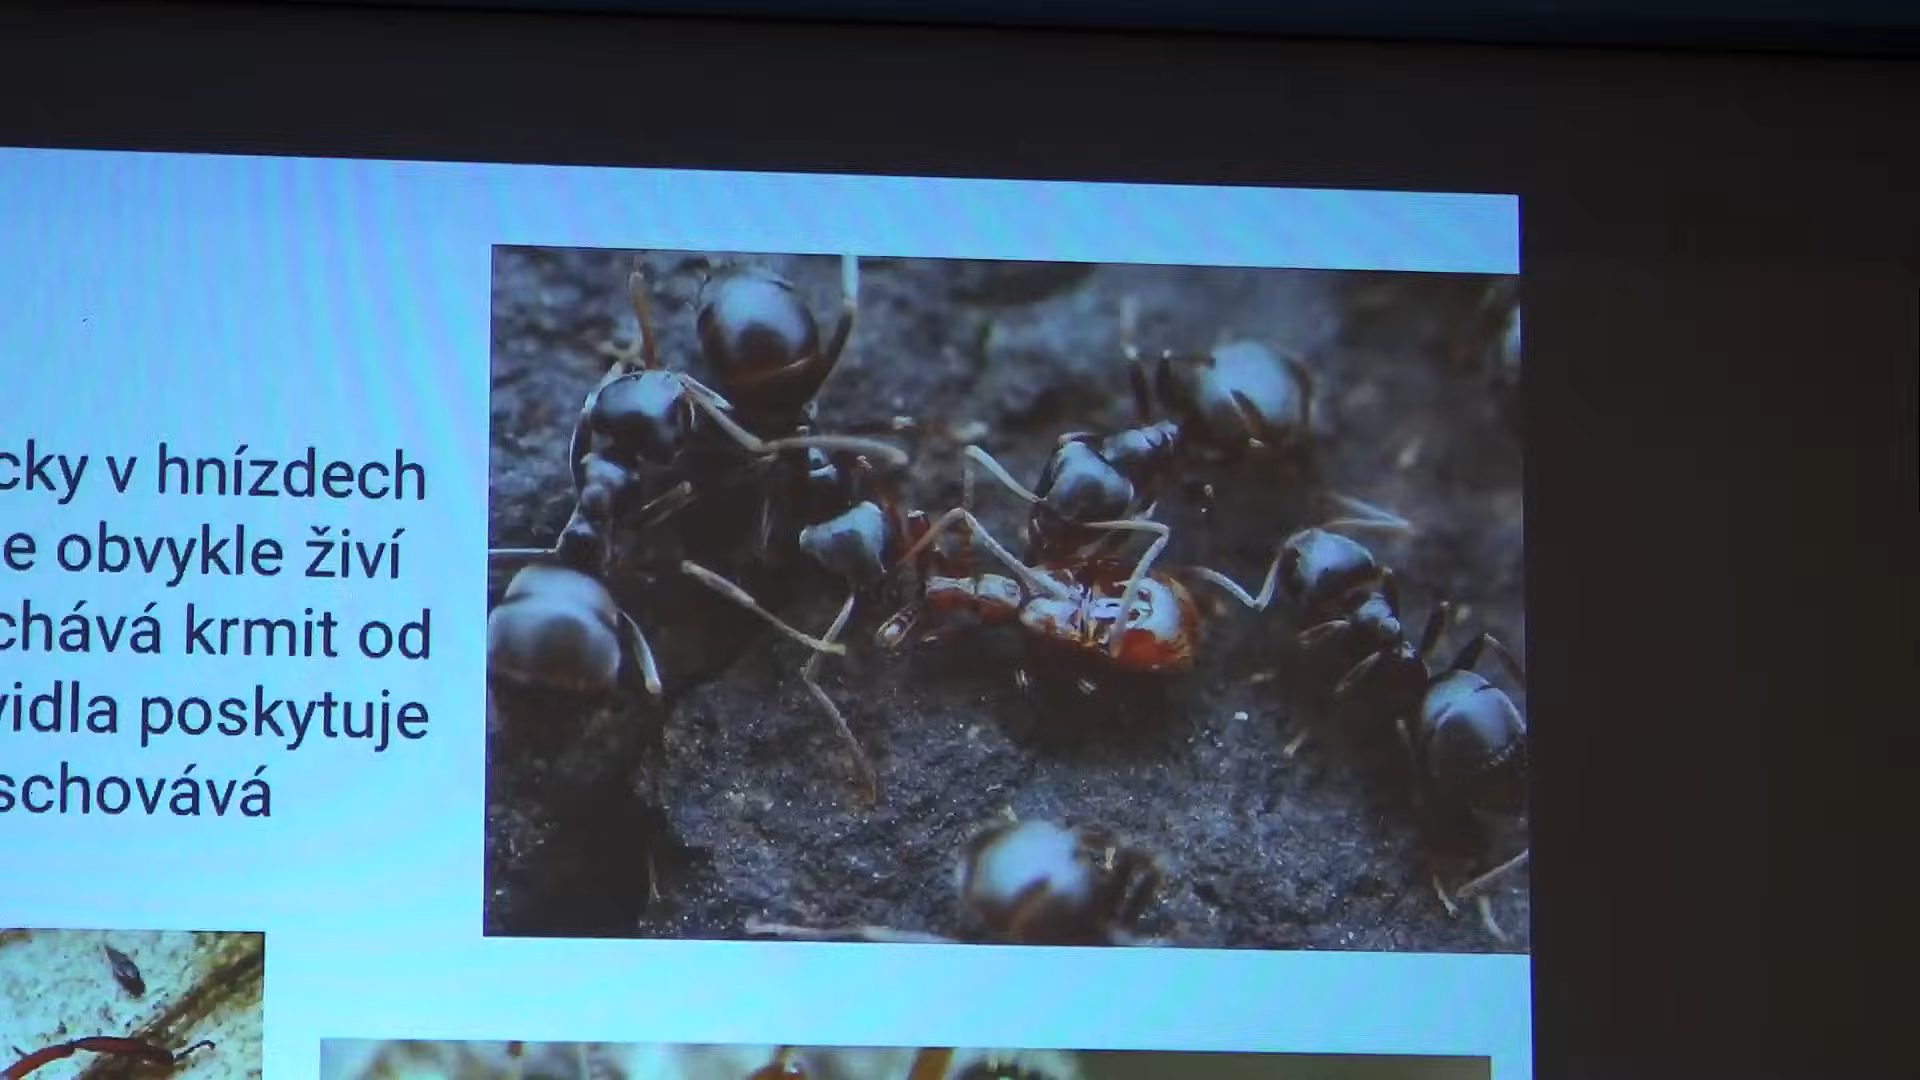 cky v hnízdech
e obvykle živí
chává krmit od
vidla poskytuje
schovává